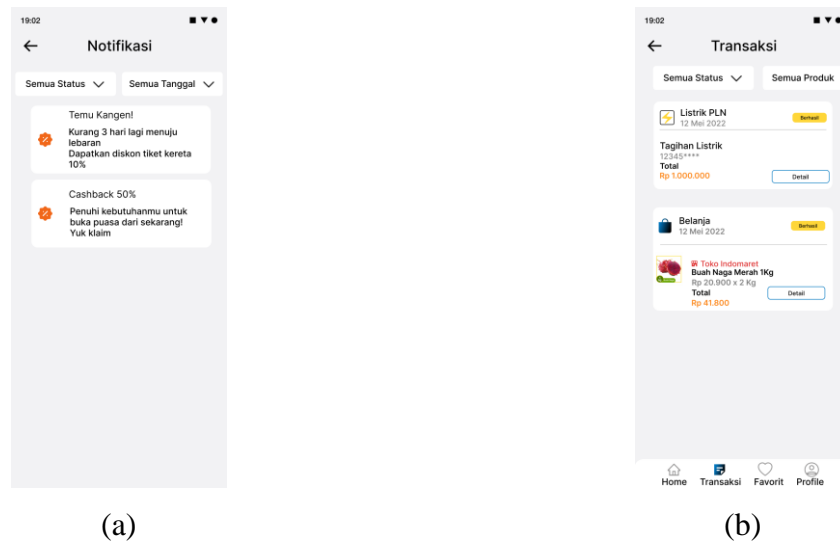 19:02
Notifikasi
Semua Status
Semua Tanggal
Temu Kangen!
Kurang 3 hari lagi menuju
lebaran
Dapatkan diskon tiket kereta
10%
Cashback 50%
Penuhi kebutuhanmu untuk
buka puasa dari sekarang!
Yuk klaim
(a)
19:02
Transaksi
Semua Status
Semua Produk
Listrik PLN
12 Mei 2022
Berhasil
Tagihan Listrik
12345****
Total
Rp 1.000.000
Detail
Belanja
12 Mei 2022
Berhasil
Toko Indomaret
Buah Naga Merah 1Kg
Rp 20.900 x 2 Kg
Total
Rp 41.800
Detail
Home
Transaksi
Favorit
Profile
(b)